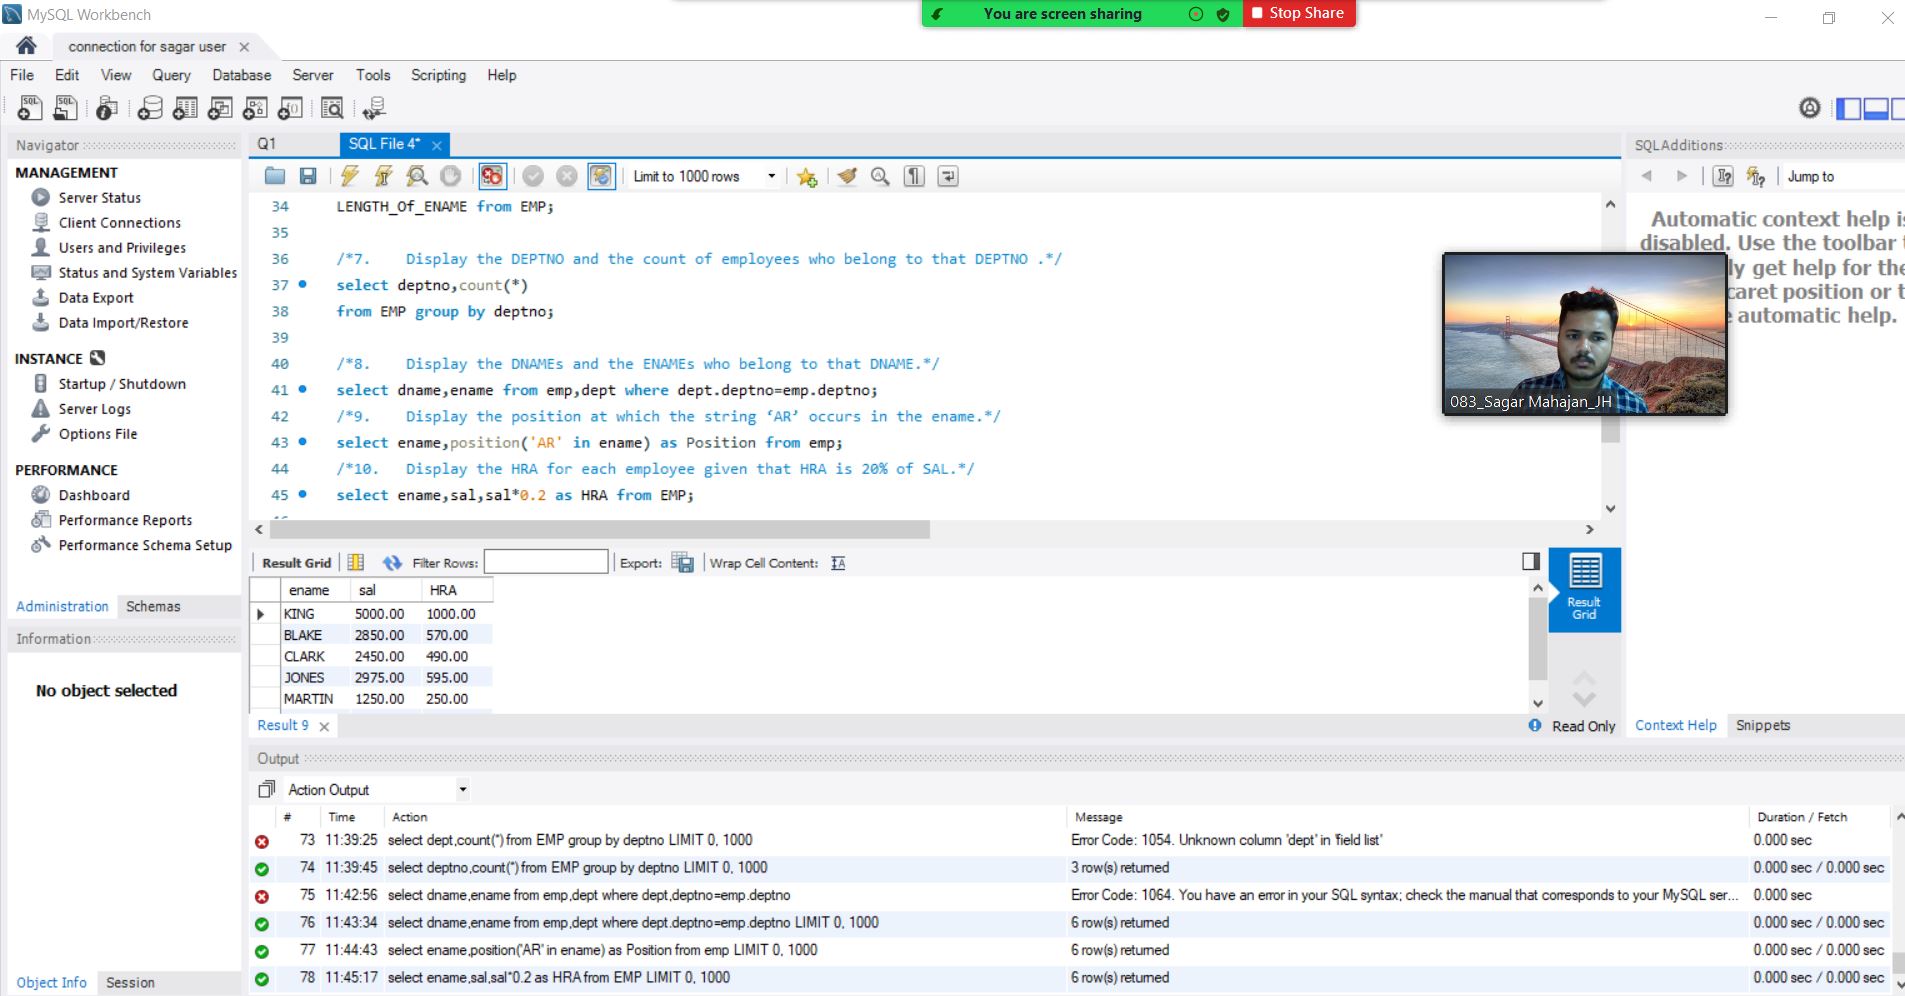 MySQL Workbench
You are screen sharing
Stop Share
connection for sagar user
File Edit View Query Database Server Tools Scripting Help
Navigator
MANAGEMENT
Server Status
Client Connections
Users and Privileges
Status and System Variables
Data Export
Data Import/Restore
INSTANCE
Startup / Shutdown
Server Logs
Options File
PERFORMANCE
Dashboard
Performance Reports
Performance Schema Setup
Administration Schemas
Information
No object selected
Object Info Session
Q1 SQL File 4*
Limit to 1000 rows
34 LENGTH_Of_ENAME from EMP;
35
36 /*7. Display the DEPTNO and the count of employees who belong to that DEPTNO .*/
37 select deptno,count(*)
38 from EMP group by deptno;
39
40 /*8. Display the DNAMEs and the ENAMEs who belong to that DNAME.*/
41 select dname,ename from emp,dept where dept.deptno=emp.deptno;
42 /*9. Display the position at which the string ‘AR’ occurs in the ename.*/
43 select ename,position('AR' in ename) as Position from emp;
44 /*10. Display the HRA for each employee given that HRA is 20% of SAL.*/
45 select ename,sal,sal*0.2 as HRA from EMP;
Result Grid Filter Rows: Export: Wrap Cell Content:
ename sal HRA
KING 5000.00 1000.00
BLAKE 2850.00 570.00
CLARK 2450.00 490.00
JONES 2975.00 595.00
MARTIN 1250.00 250.00
Result Grid
Result 9
Read Only
SQLAdditions
Jump to
Automatic context help is
disabled. Use the toolbar
ly get help for the
caret position or
automatic help.
083_Sagar Mahajan_JH
Context Help Snippets
Output
Action Output
# Time Action Message Duration / Fetch
73 11:39:25 select dept,count(*) from EMP group by deptno LIMIT 0, 1000 Error Code: 1054. Unknown column 'dept' in 'field list' 0.000 sec
74 11:39:45 select deptno,count(*) from EMP group by deptno LIMIT 0, 1000 3 row(s) returned 0.000 sec / 0.000 sec
75 11:42:56 select dname,ename from emp,dept where dept,deptno=emp.deptno Error Code: 1064. You have an error in your SQL syntax; check the manual that corresponds to your MySQL ser... 0.000 sec
76 11:43:34 select dname,ename from emp,dept where dept.deptno=emp.deptno LIMIT 0, 1000 6 row(s) returned 0.000 sec / 0.000 sec
77 11:44:43 select ename,position('AR' in ename) as Position from emp LIMIT 0, 1000 6 row(s) returned 0.000 sec / 0.000 sec
78 11:45:17 select ename,sal,sal*0.2 as HRA from EMP LIMIT 0, 1000 6 row(s) returned 0.000 sec / 0.000 sec